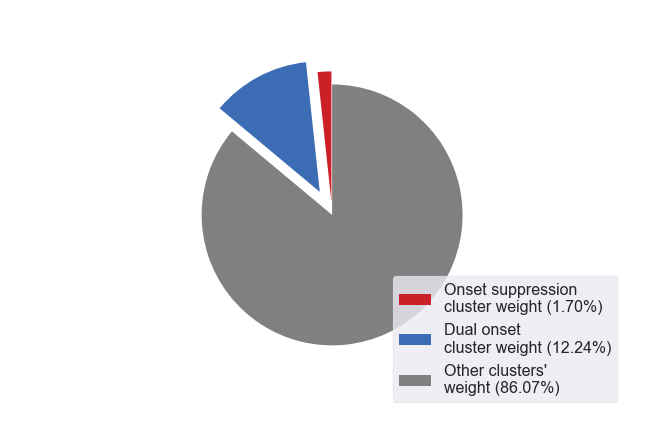 Onset suppression
cluster weight (1.70%)
Dual onset
cluster weight (12.24%)
Other clusters'
weight (86.07%)